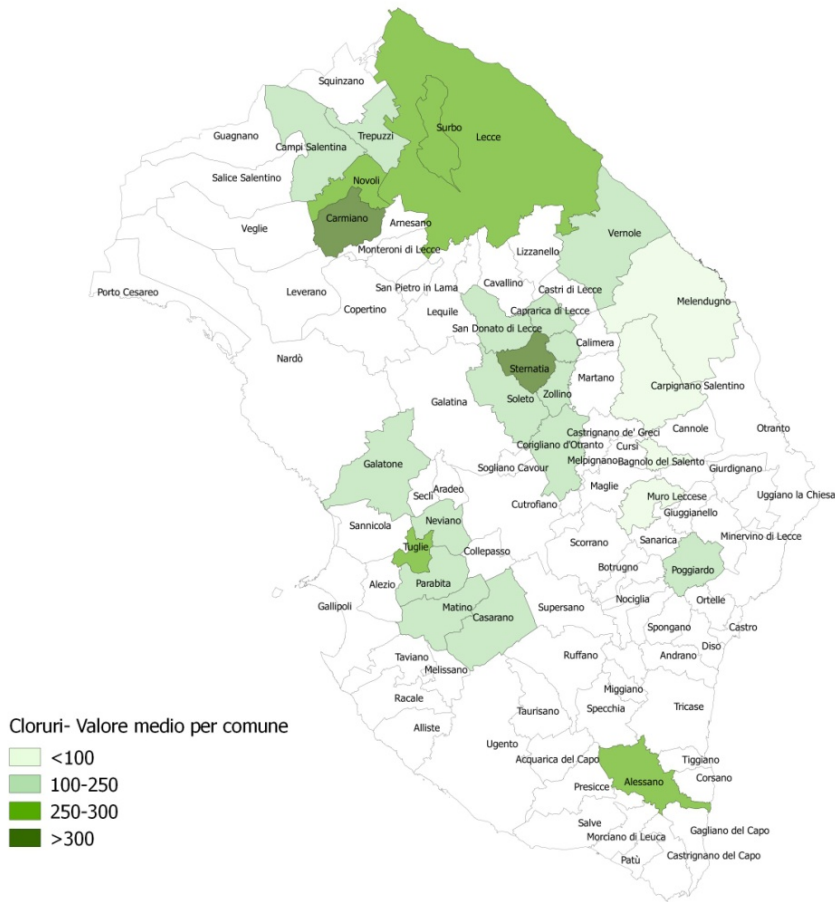 Squinzano
Surbo
Lecce
Trepuzzi
Guagnano
Campi Salentina
Salice Salentino
Novoli
Carmiano
Arnesano
Veglie
Monteroni di Lecce
Lizzanello
Vernole
Porto Cesareo
Leverano
San Pietro in Lama
Cavallino
Castri di Lecce
Melendugno
Copertino
Lequile
Caprarica di Lecce
San Donato di Lecce
Calimera
Nardò
Sternatia
Martano
Carpignano Salentino
Galatina
Soleto
Zollino
Castrignano de' Greci
Cannole
Otranto
Corigliano d'Otranto
Cursi
Galatone
Sogliano Cavour
Melpignano
Bagnolo del Salento
Giurdignano
Secli
Aradeo
Maglie
Muro Leccese
Uggiano la Chiesa
Sannicola
Neviano
Cutrofiano
Giuggianello
Tuglie
Collepasso
Scorrano
Sanarica
Minervino di Lecce
Alezio
Parabita
Botrugno
Poggiardo
Gallipoli
Matino
Casarano
Supersano
Nociglia
Ortelle
Spongano
Castro
Taviano
Melissano
Ruffano
Andrano
Diso
Racale
Miggiano
Alliste
Taurisano
Specchia
Tricase
Ugento
Acquarica del Capo
Tiggiano
Presicce
Alessano
Corsano
Salve
Morciano di Leuca
Gagliano del Capo
Patù
Castrignano del Capo
Cloruri- Valore medio per comune
<100
100-250
250-300
>300